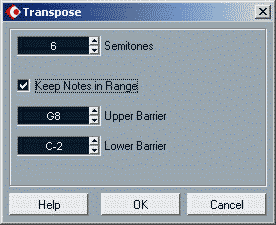 Transpose
6 Semitones
Keep Notes in Range
G8 Upper Barrier
C-2 Lower Barrier
Help OK Cancel